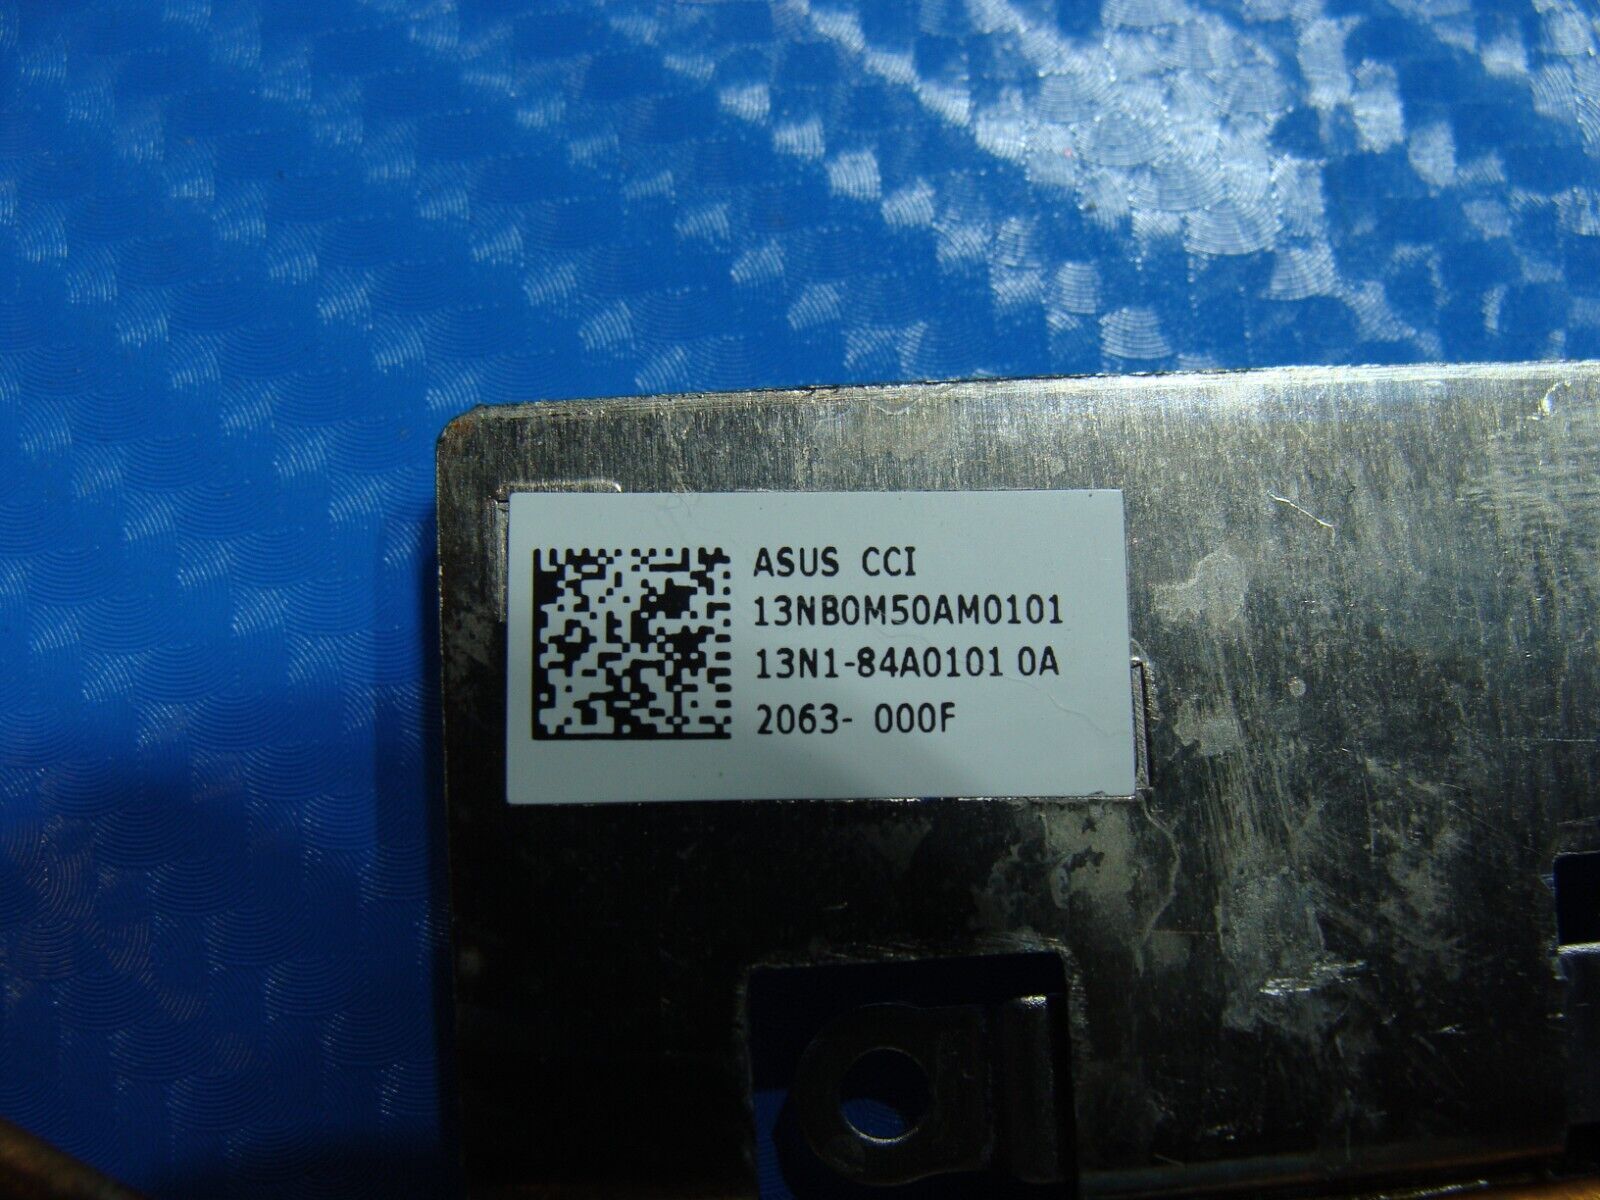 ASUS CCI
13NB0M50AM0101
13N1-84A0101 0A
2063- 000F